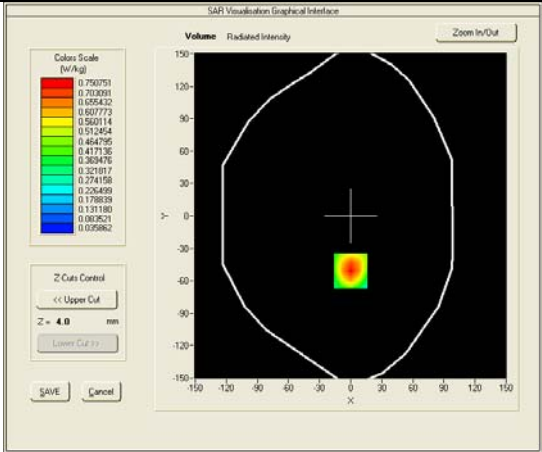 SAR Visualisation Graphical Interface
Volume Radiated Intensity
Zoom In/Out
Colors Scale
(W/kg)
0.750751
0.703091
0.655432
0.607773
0.560114
0.512454
0.464795
0.417136
0.369476
0.321817
0.274158
0.226499
0.178839
0.131180
0.083521
0.035862
Z-Cuts Control
<< Upper Cut
Z = 4.0 mm
Lower Cut >>
SAVE Cancel
150
120
90
60
30
0
-30
-60
-90
-120
-150
Y
-150 -120 -90 -60 -30 0 30 60 90 120 150
X